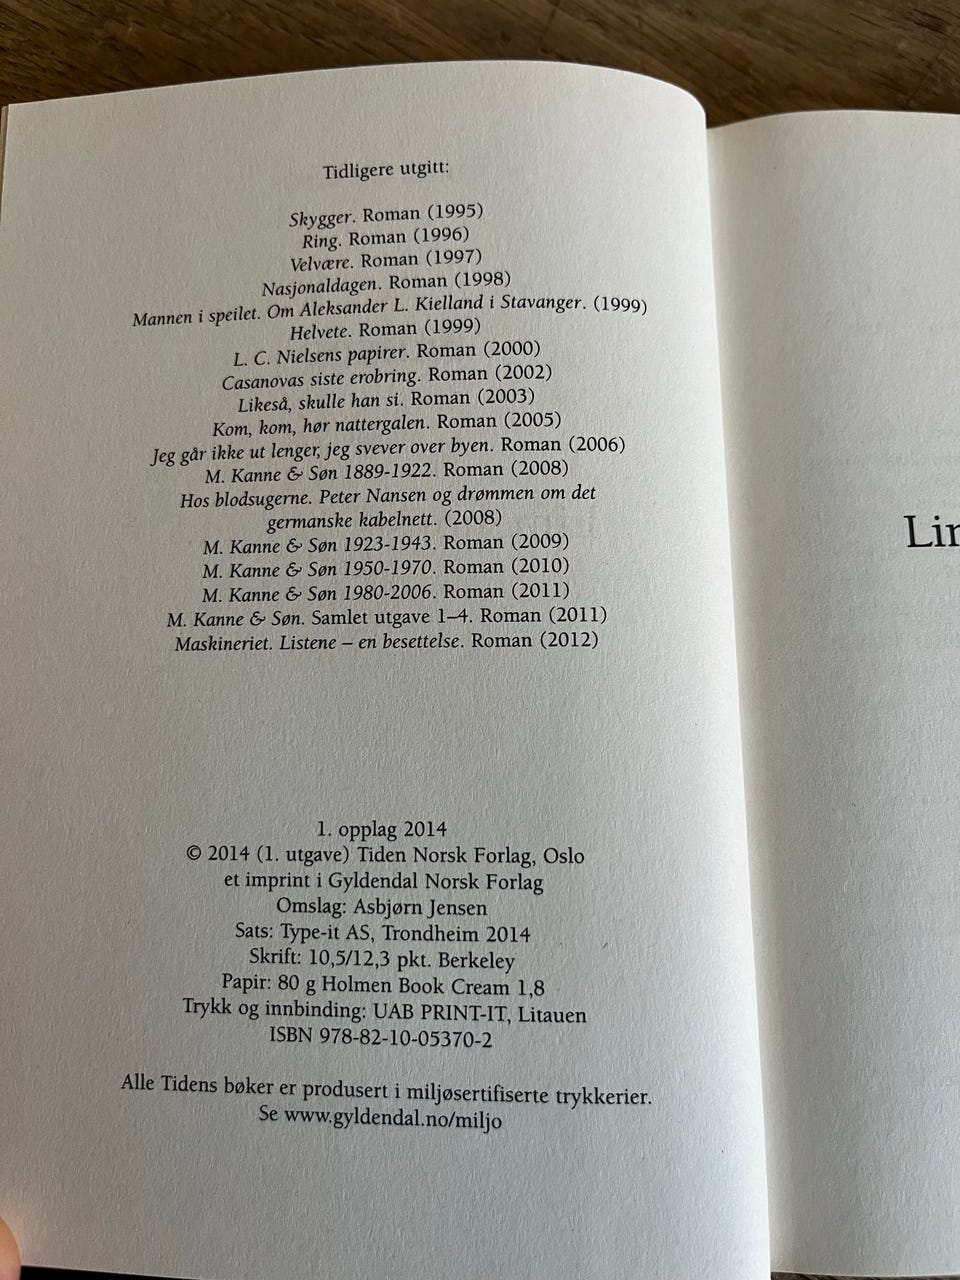 Tidligere utgitt:
Skygger. Roman (1995)
Ring. Roman (1996)
Velvære. Roman (1997)
Nasjonaldagen. Roman (1998)
Mannen i speilet. Om Aleksander L. Kielland i Stavanger. (1999)
Helvete. Roman (1999)
L. C. Nielsens papirer. Roman (2000)
Casanovas siste erobring. Roman (2002)
Likeså, skulle han si. Roman (2003)
Kom, kom, hør nattergalen. Roman (2005)
Jeg går ikke ut lenger, jeg svever over byen. Roman (2006)
M. Kanne & Søn 1889-1922. Roman (2008)
Hos blodsugerne. Peter Nansen og drømmen om det
germanske kabelnett. (2008)
M. Kanne & Søn 1923-1943. Roman (2009)
M. Kanne & Søn 1950-1970. Roman (2010)
M. Kanne & Søn 1980-2006. Roman (2011)
M. Kanne & Søn. Samlet utgave 1–4. Roman (2011)
Maskineriet. Listene – en besettelse. Roman (2012)
1. opplag 2014
© 2014 (1. utgave) Tiden Norsk Forlag, Oslo
et imprint i Gyldendal Norsk Forlag
Omslag: Asbjørn Jensen
Sats: Type-it AS, Trondheim 2014
Skrift: 10,5/12,3 pkt. Berkeley
Papir: 80 g Holmen Book Cream 1,8
Trykk og innbinding: UAB PRINT-IT, Litauen
ISBN 978-82-10-05370-2
Alle Tidens bøker er produsert i miljøsertifiserte trykkerier.
Se www.gyldendal.no/miljo